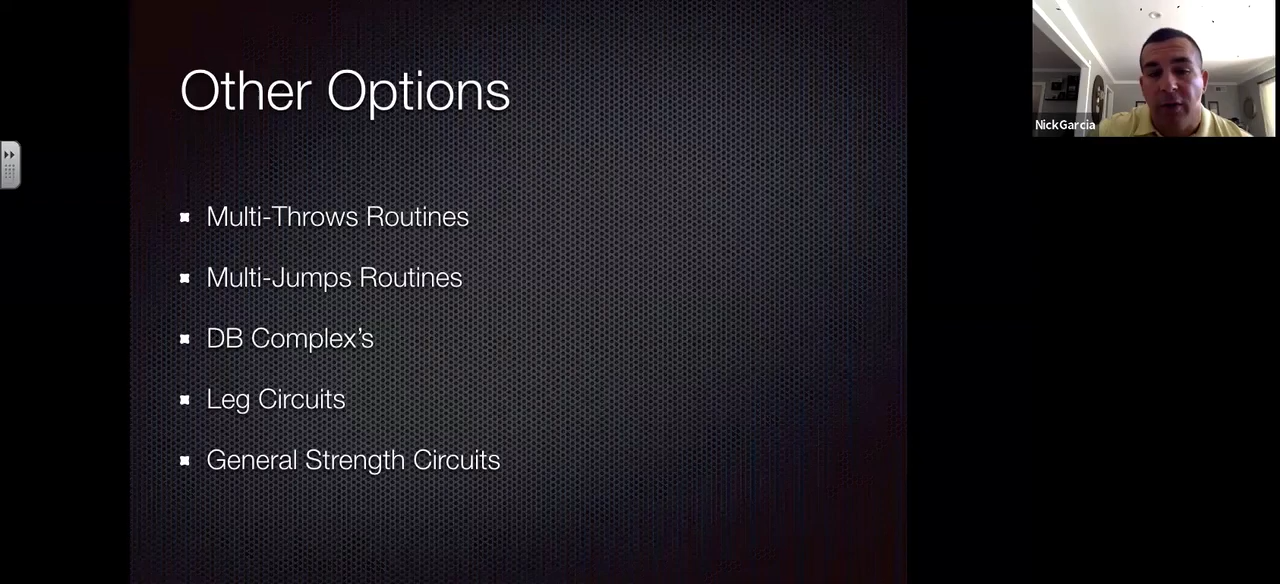 Other Options
Multi-Throws Routines
Multi-Jumps Routines
DB Complex’s
Leg Circuits
General Strength Circuits
NickGarcia